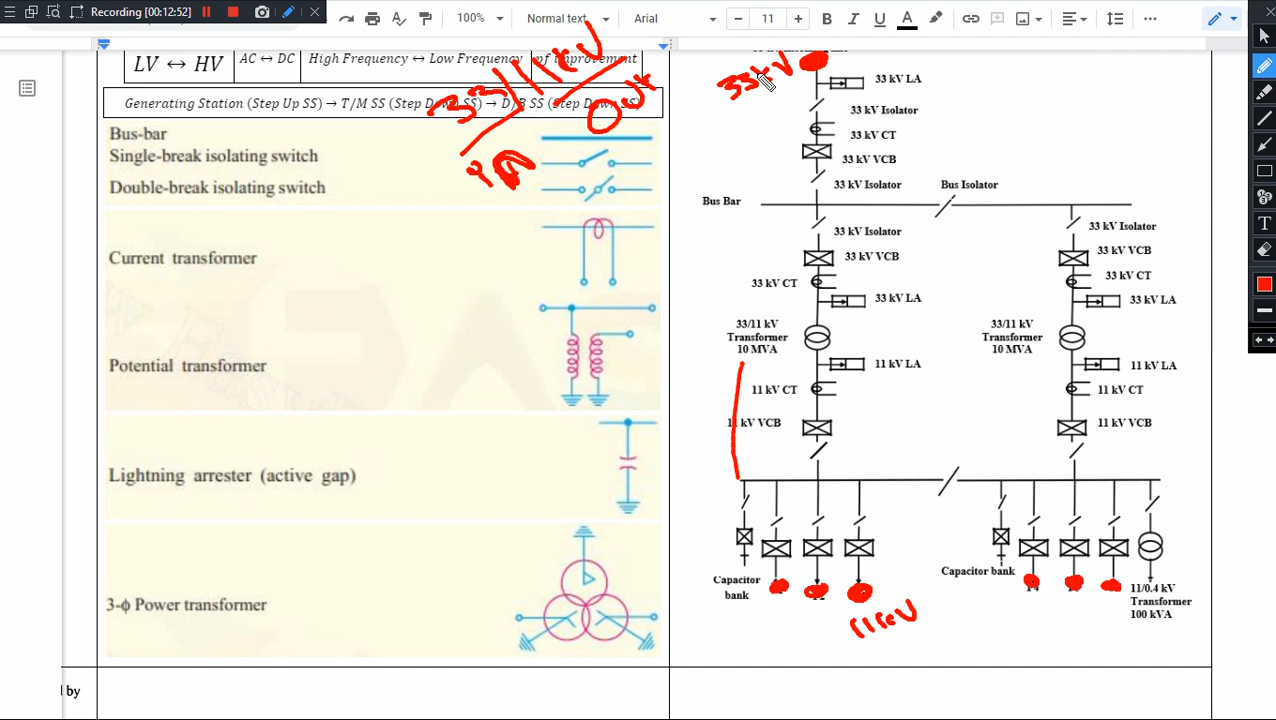 Recording [00:12:52]
100%
Normal text
Arial
11
B I U A
LV ↔ HV
AC ↔ DC
High Frequency ↔ Low Frequency
pf improvement
Generating Station (Step Up SS) → T/M SS (Step Down SS) → D/B SS (Step Down SS)
33/11kV
in
out
Bus-bar
Single-break isolating switch
Double-break isolating switch
Current transformer
Potential transformer
Lightning arrester (active gap)
3-ϕ Power transformer
d by
33kV
33 kV LA
33 kV Isolator
33 kV CT
33 kV VCB
33 kV Isolator
Bus Isolator
Bus Bar
33 kV Isolator
33 kV VCB
33 kV CT
33 kV LA
33/11 kV
Transformer
10 MVA
11 kV LA
11 kV CT
11 kV VCB
33 kV Isolator
33 kV VCB
33 kV CT
33 kV LA
33/11 kV
Transformer
10 MVA
11 kV LA
11 kV CT
11 kV VCB
Capacitor
bank
11kV
Capacitor bank
11/0.4 kV
Transformer
100 kVA